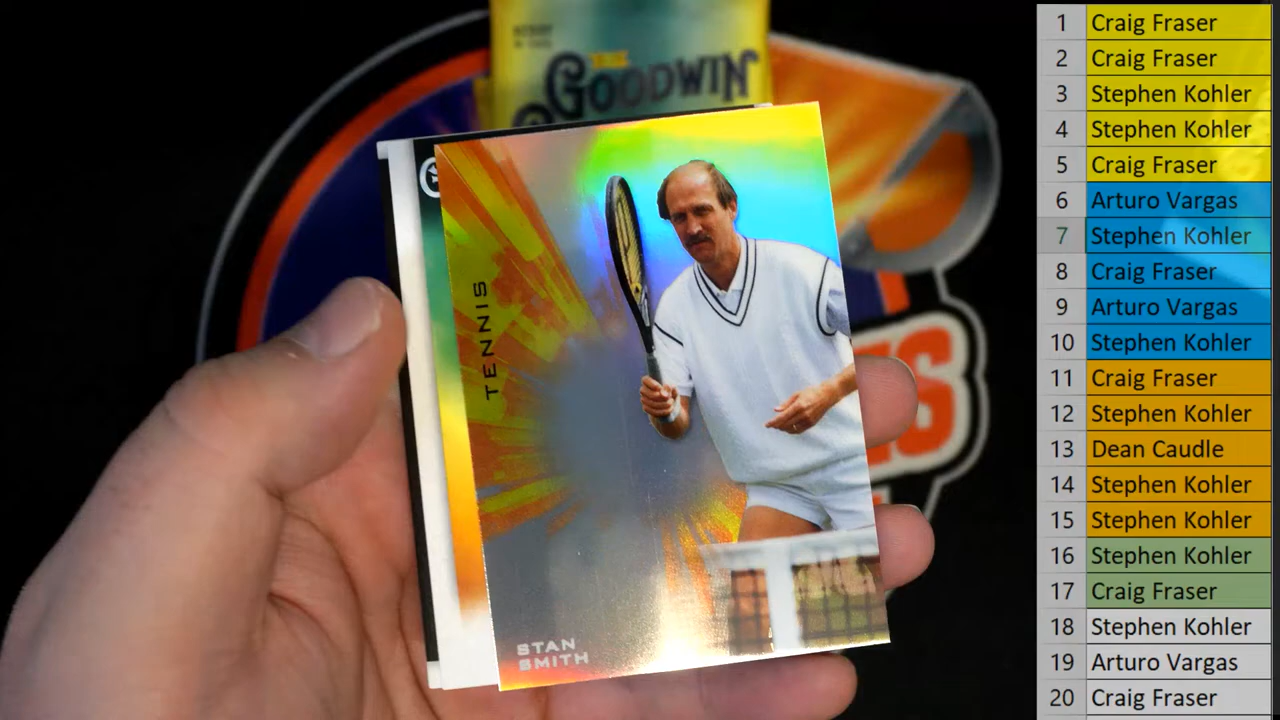 GOODWIN
TENNIS
STAN
SMITH
1 Craig Fraser
2 Craig Fraser
3 Stephen Kohler
4 Stephen Kohler
5 Craig Fraser
6 Arturo Vargas
7 Stephen Kohler
8 Craig Fraser
9 Arturo Vargas
10 Stephen Kohler
11 Craig Fraser
12 Stephen Kohler
13 Dean Caudle
14 Stephen Kohler
15 Stephen Kohler
16 Stephen Kohler
17 Craig Fraser
18 Stephen Kohler
19 Arturo Vargas
20 Craig Fraser